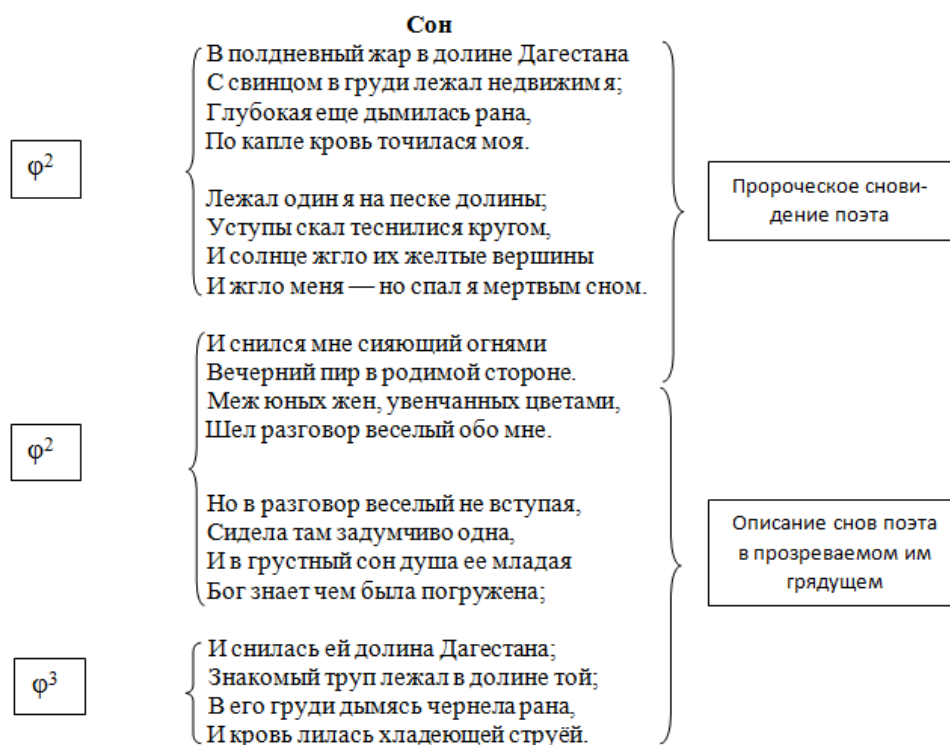 Сон
В полдневный жар в долине Дагестана
С свинцом в груди лежал недвижим я;
Глубокая еще дымилась рана,
По капле кровь точилася моя.
φ²
Лежал один я на песке долины;
Уступы скал теснилися кругом,
И солнце жгло их желтые вершины
И жгло меня — но спал я мертвым сном.
Пророческое снови-
дение поэта
И снился мне сияющий огнями
Вечерний пир в родимой стороне.
Меж юных жен, увенчанных цветами,
Шел разговор веселый обо мне.
φ²
Но в разговор веселый не вступая,
Сидела там задумчиво одна,
И в грустный сон душа ее младая
Бог знает чем была погружена;
Описание снов поэта
в прозреваемом им
грядущем
И снилась ей долина Дагестана;
Знакомый труп лежал в долине той;
В его груди дымясь чернела рана,
И кровь лилась хладеющей струёй.
φ³